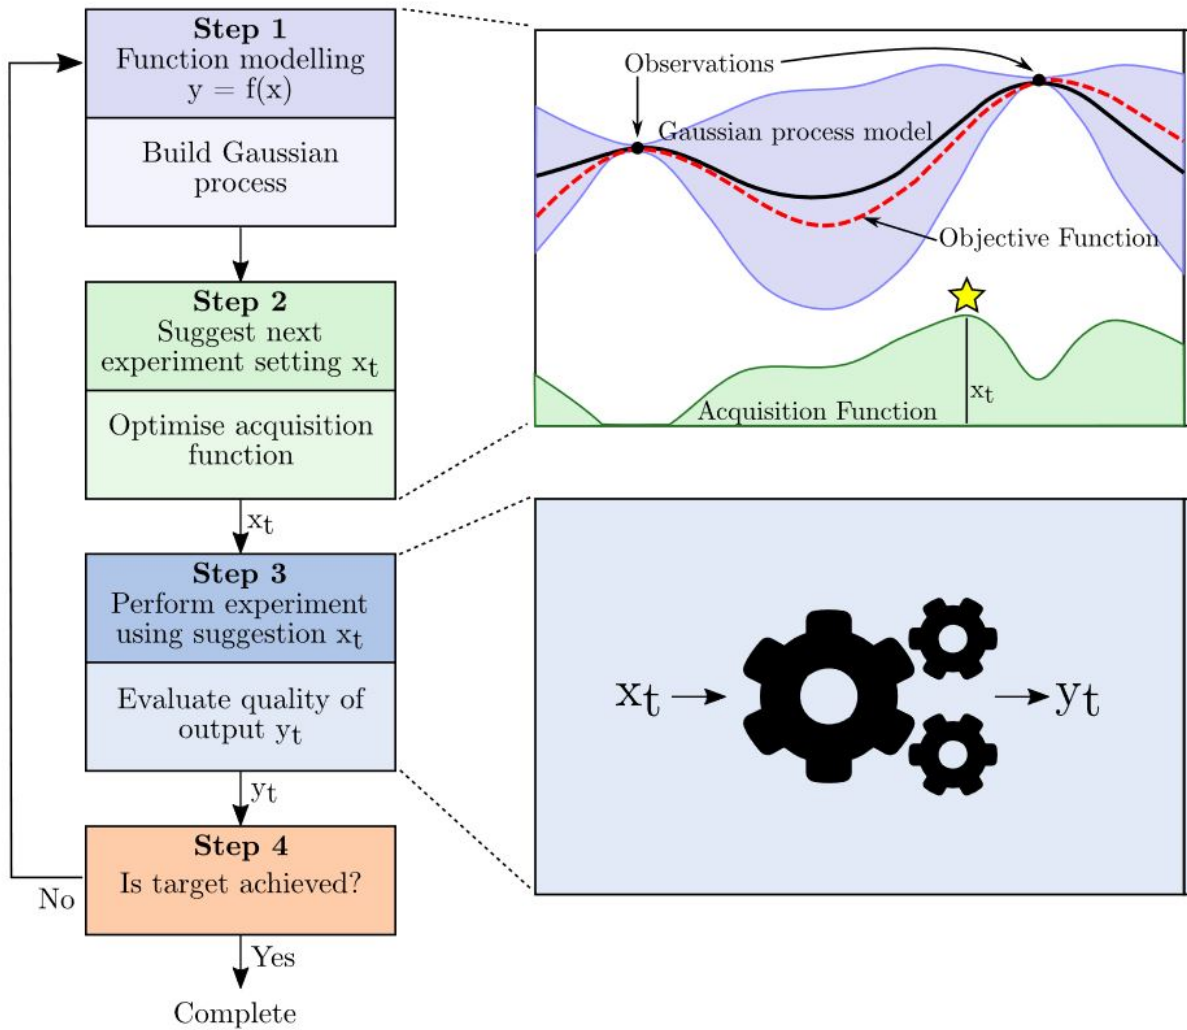 Step 1
Function modelling
y = f(x)
Build Gaussian
process
Step 2
Suggest next
experiment setting xt
Optimise acquisition
function
xt
Step 3
Perform experiment
using suggestion xt
Evaluate quality of
output yt
yt
Step 4
Is target achieved?
No
Yes
Complete
Observations
Gaussian process model
Objective Function
xt
Acquisition Function
xt
yt